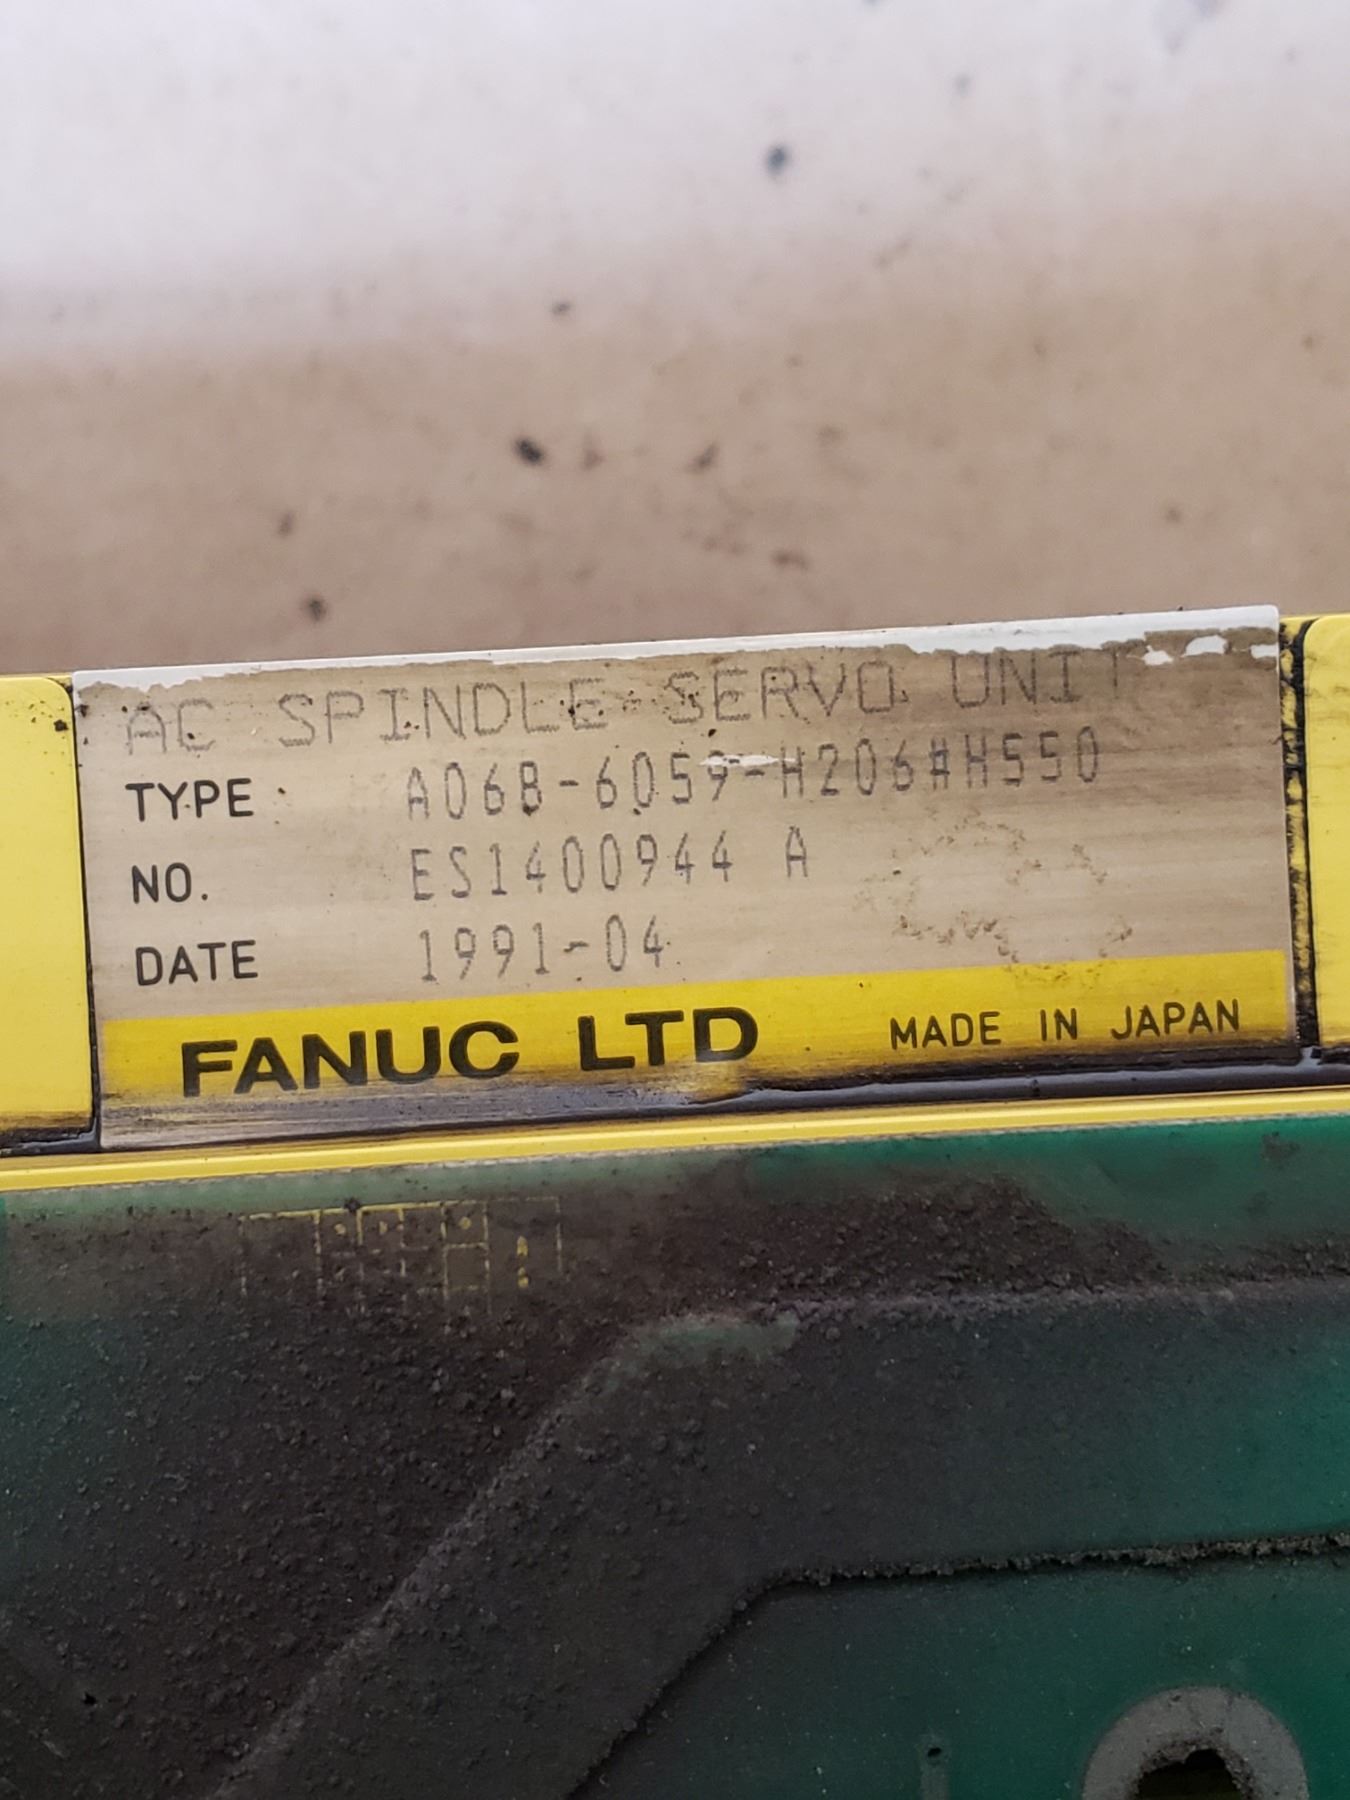 AC SPINDLE SERVO UNIT
TYPE A06B-6059-H206#H550
NO. ES1400944 A
DATE 1991-04
FANUC LTD MADE IN JAPAN